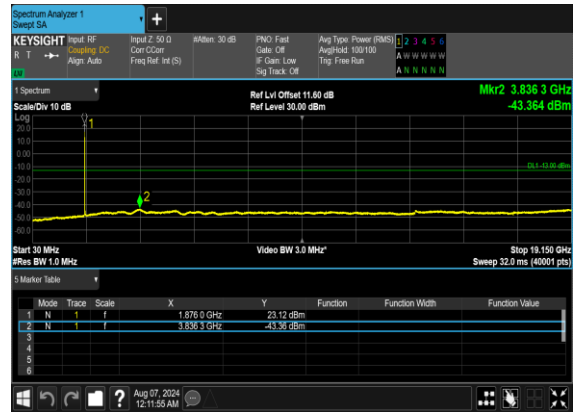 Spectrum Analyzer 1
Swept SA
+
KEYSIGHT Input: RF Input Z: 50 Ω #Atten: 30 dB PNO: Fast Avg Type: Power (RMS) 1 2 3 4 5 6
R T Coupling: DC Corr CCorr Gate: Off Avg|Hold: 100/100 A W W W W W
Align: Auto Freq Ref: Int (S) IF Gain: Low Trig: Free Run
LXI Sig Track: Off A N N N N N
1 Spectrum Ref Lvl Offset 11.60 dB Mkr2 3.836 3 GHz
Scale/Div 10 dB Ref Level 30.00 dBm -43.364 dBm
Log
1
20.0
10.0
0.00
-10.0
DL1 -13.00 dBm
-20.0
-30.0
2
-40.0
-50.0
-60.0
Start 30 MHz Video BW 3.0 MHz* Stop 19.150 GHz
#Res BW 1.0 MHz Sweep 32.0 ms (40001 pts)
5 Marker Table
Mode Trace Scale X Y Function Function Width Function Value
1 N 1 f 1.876 0 GHz 23.12 dBm
2 N 1 f 3.836 3 GHz -43.36 dBm
3
4
5
6
? Aug 07, 2024
12:11:55 AM